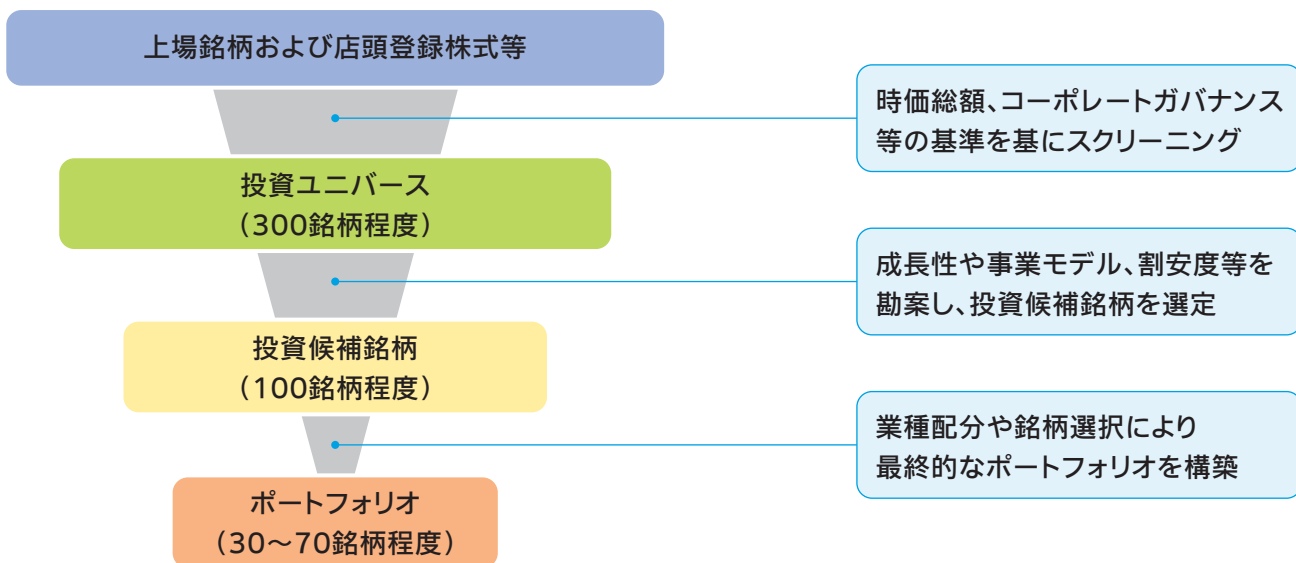 上場銘柄および店頭登録株式等
時価総額、コーポレートガバナンス
等の基準を基にスクリーニング
投資ユニバース
（300銘柄程度）
成長性や事業モデル、割安度等を
勘案し、投資候補銘柄を選定
投資候補銘柄
（100銘柄程度）
業種配分や銘柄選択により
最終的なポートフォリオを構築
ポートフォリオ
（30～70銘柄程度）